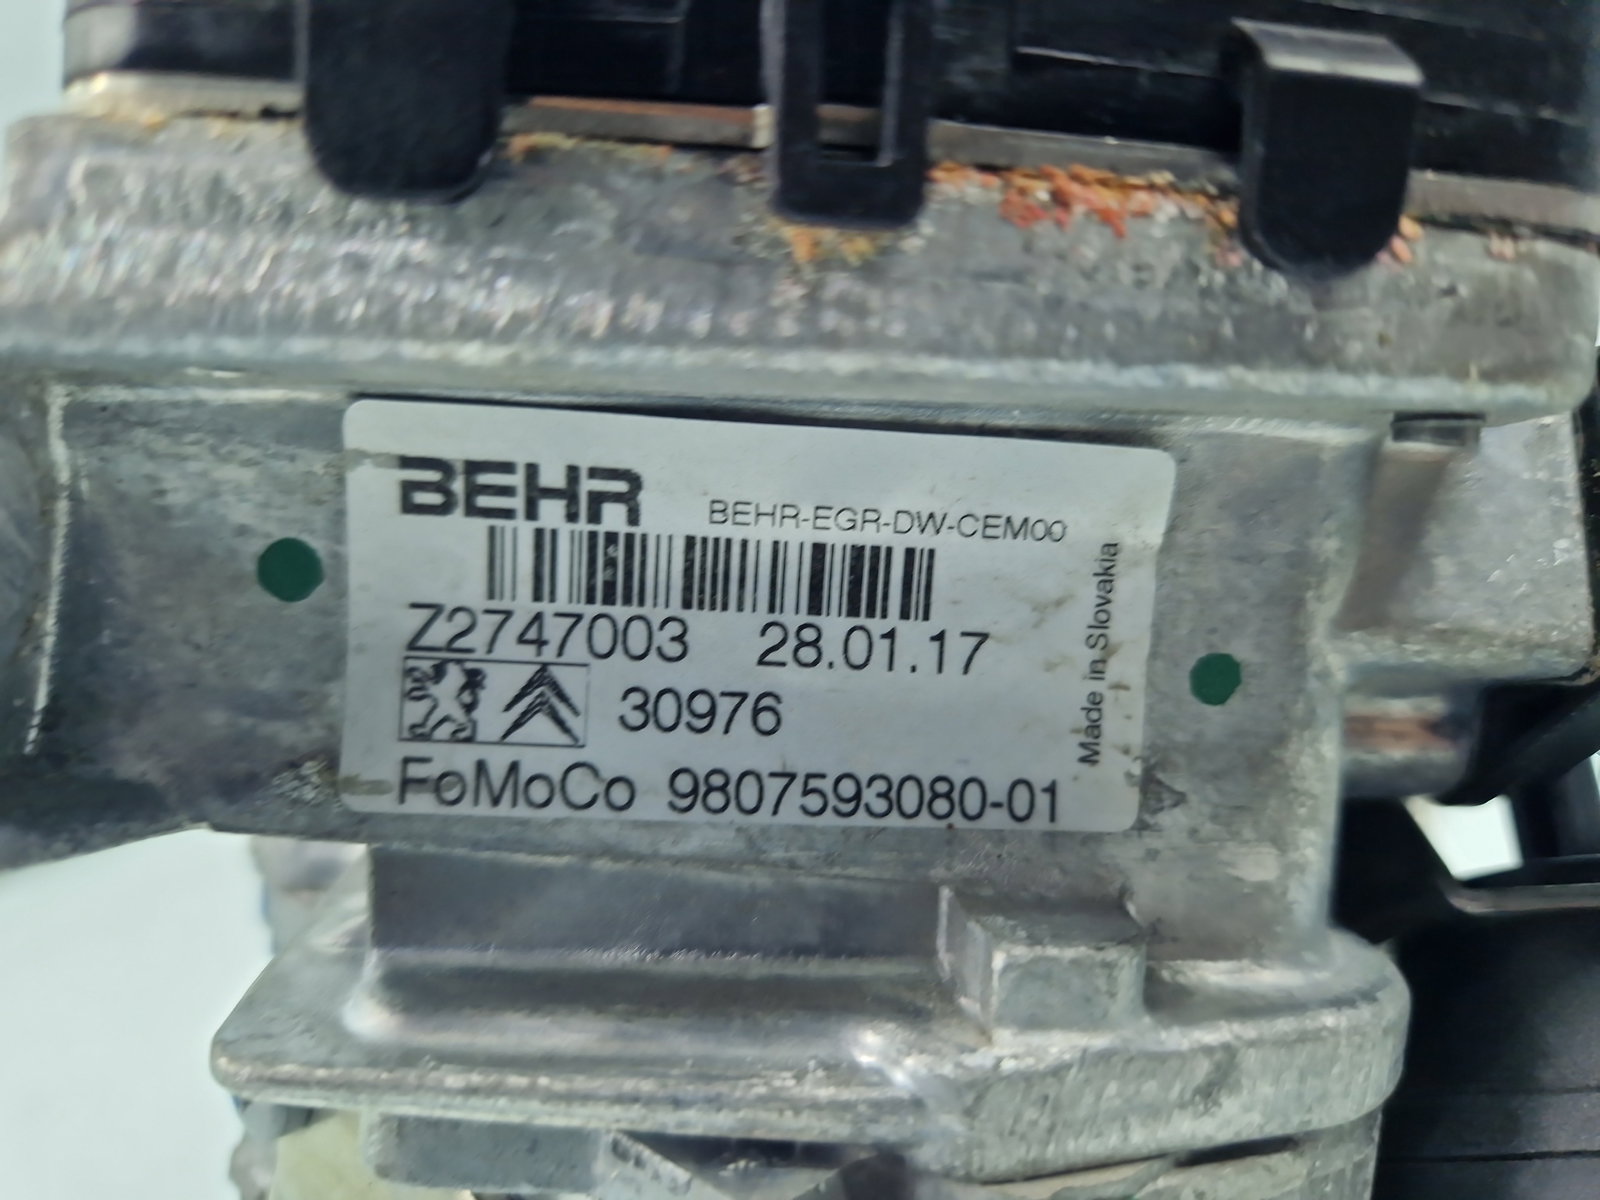 BEHR BEHR-EGR-DW-CEM00
Z2747003 28.01.17
30976
FoMoCo 9807593080-01
Made in Slovakia